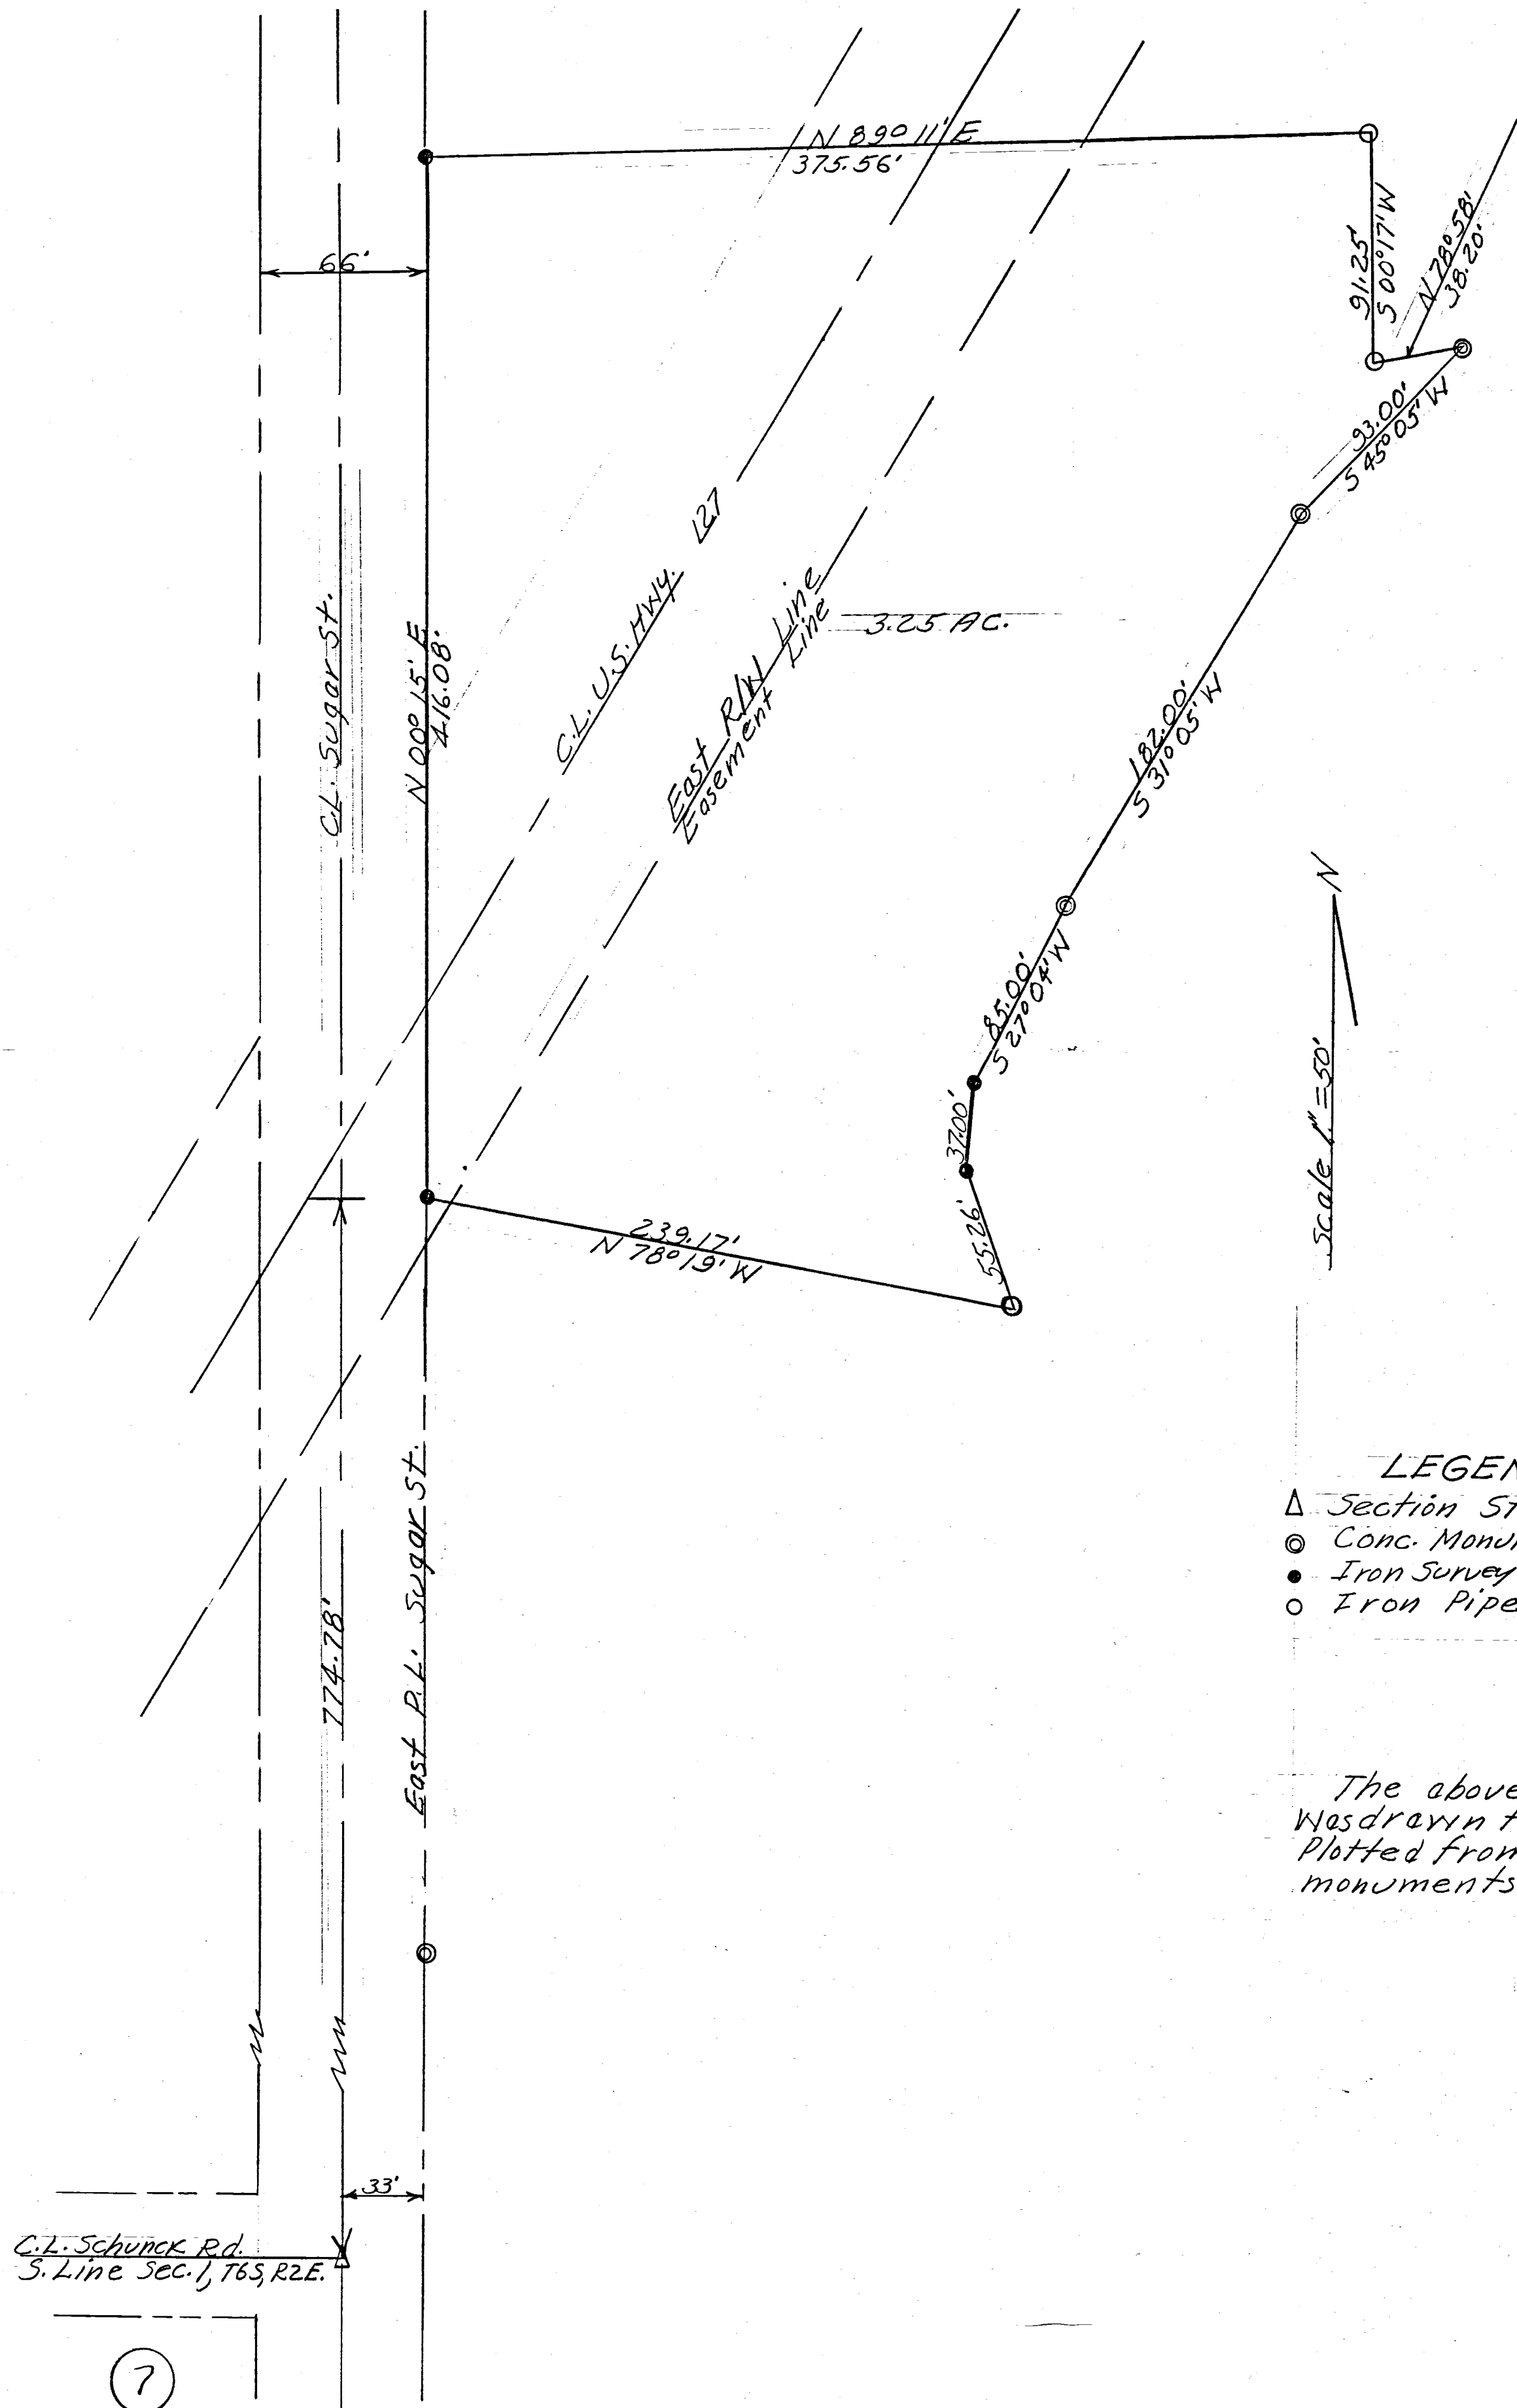 N 89° 11' E
375.56'
66'
91.25'
S 00° 17' W
N 78° 58'
38.20'
93.00'
S 45° 05' W
C.L. Sugar St.
N 00° 15' E
416.08'
C.L. U.S. HWY. 127
East R/W Line
Easement Line
3.25 AC.
182.00'
S 31° 05' W
85.00'
S 27° 04' W
37.00'
55.26'
239.17'
N 78° 19' W
N
Scale 1" = 50'
774.78'
East P.L. Sugar St.
LEGEN
Section St
Conc. Monu
Iron Survey
Iron Pipe
The above
Was drawn
Plotted from
monuments
33'
C.L. Schunck Rd.
S. Line Sec. 1, T6S, R2E.
7